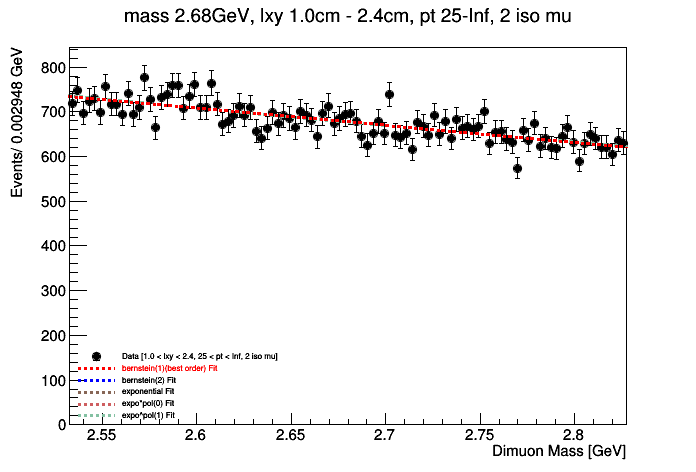 mass 2.68GeV, lxy 1.0cm - 2.4cm, pt 25-Inf, 2 iso mu
Events/ 0.002948 GeV
800
700
600
500
400
300
200
100
0
Data [1.0 < lxy < 2.4, 25 < pt < Inf, 2 iso mu]
bernstein(1)(best order) Fit
bernstein(2) Fit
exponential Fit
expo*pol(0) Fit
expo*pol(1) Fit
2.55 2.6 2.65 2.7 2.75 2.8
Dimuon Mass [GeV]